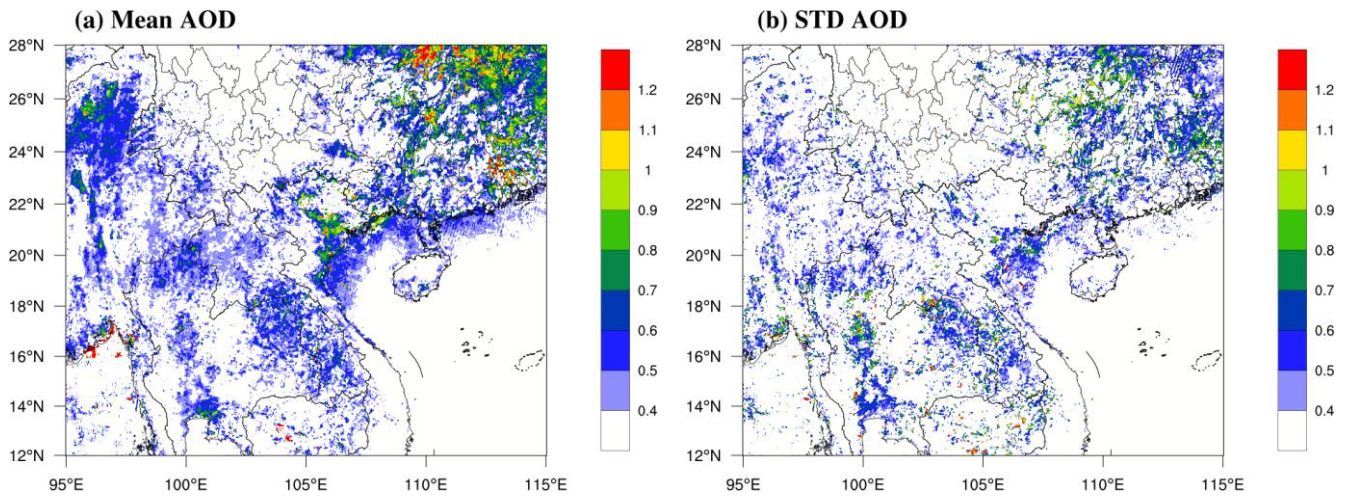 (a) Mean AOD
28°N
26°N
24°N
22°N
20°N
18°N
16°N
14°N
12°N
95°E 100°E 105°E 110°E 115°E
1.2
1.1
1
0.9
0.8
0.7
0.6
0.5
0.4
(b) STD AOD
28°N
26°N
24°N
22°N
20°N
18°N
16°N
14°N
12°N
95°E 100°E 105°E 110°E 115°E
1.2
1.1
1
0.9
0.8
0.7
0.6
0.5
0.4